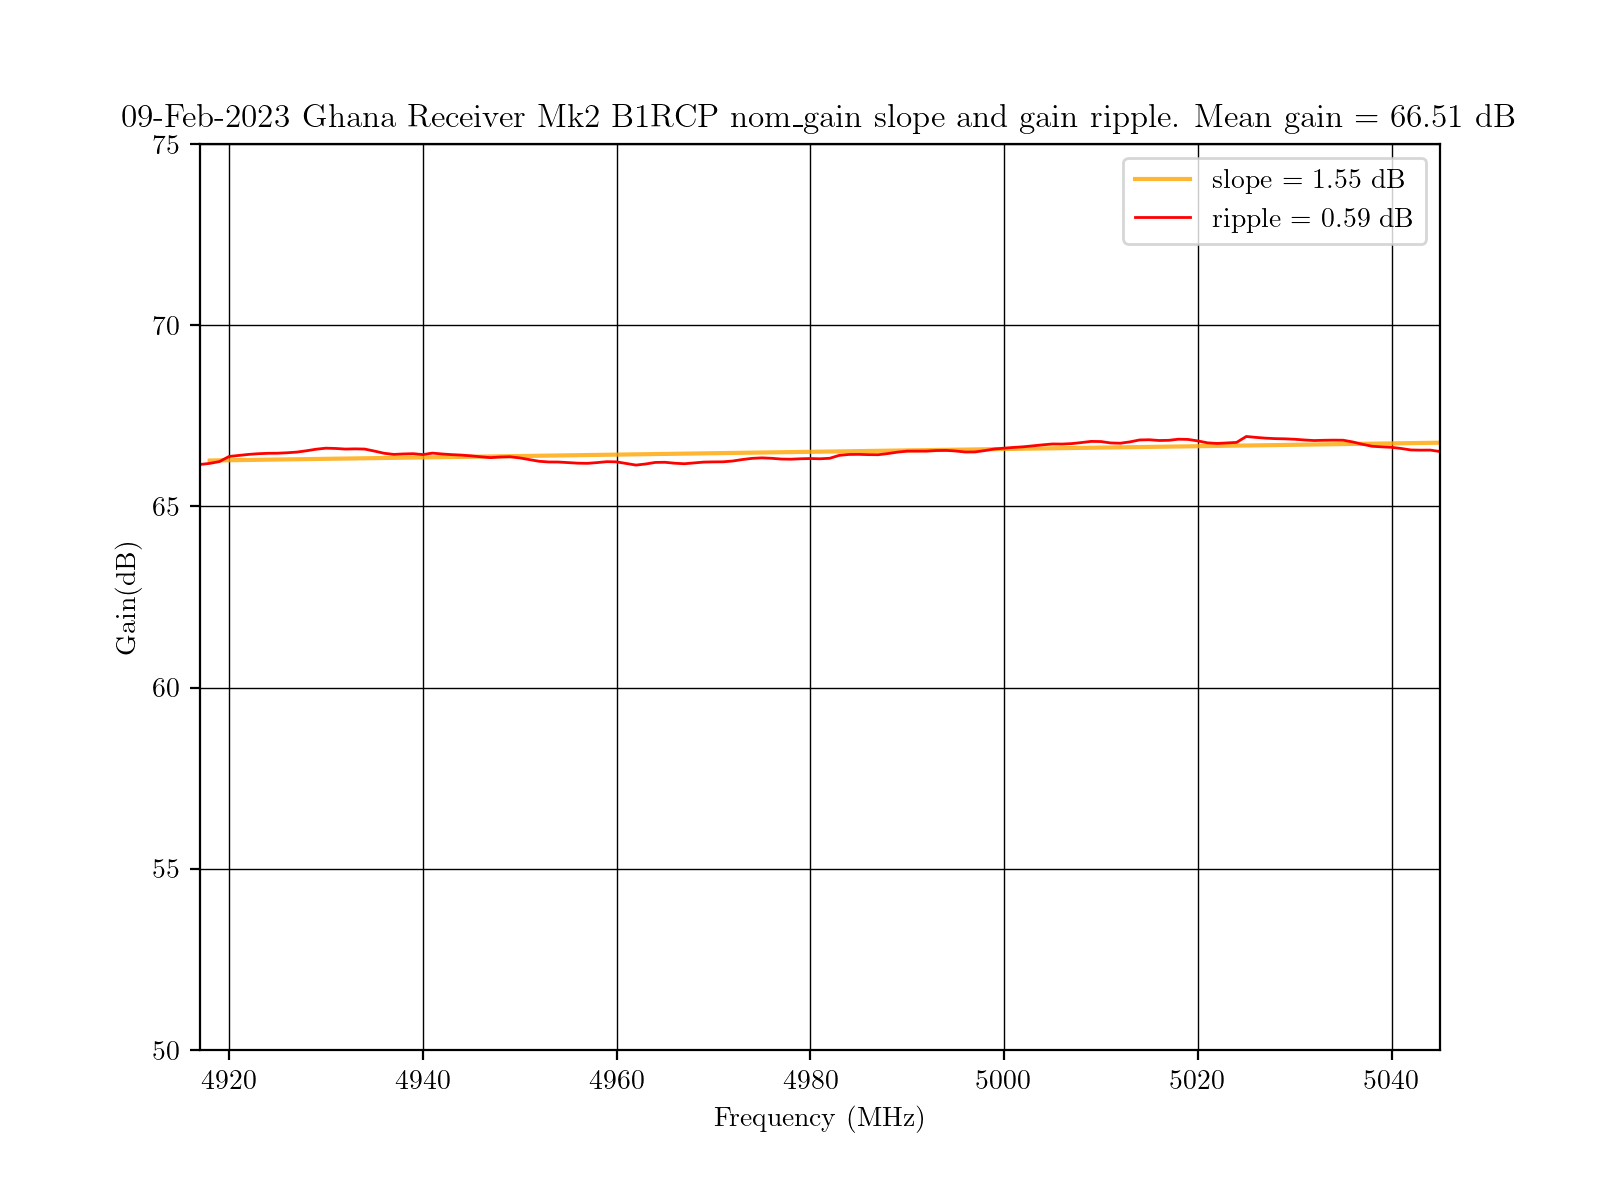 09-Feb-2023 Ghana Receiver Mk2 B1RCP nom_gain slope and gain ripple. Mean gain = 66.51 dB
slope = 1.55 dB
ripple = 0.59 dB
75
70
65
60
55
50
Gain(dB)
4920 4940 4960 4980 5000 5020 5040
Frequency (MHz)